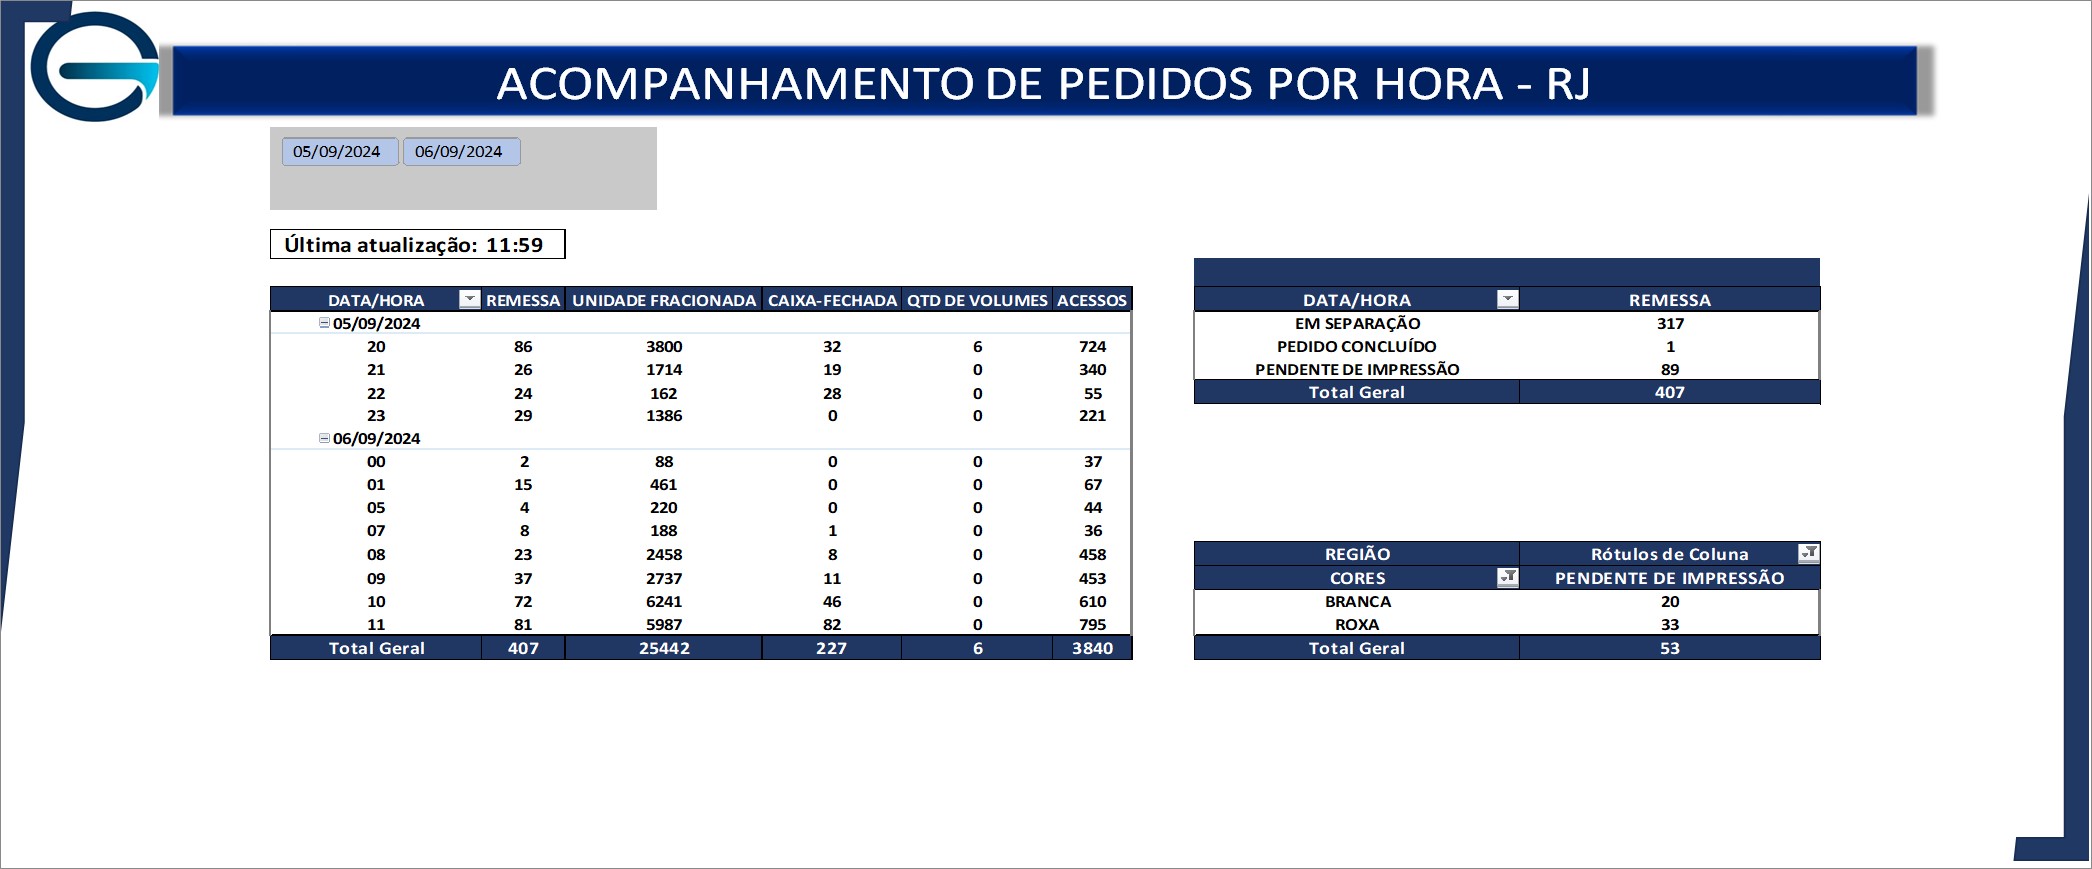 ACOMPANHAMENTO DE PEDIDOS POR HORA - RJ
05/09/2024 06/09/2024
Última atualização: 11:59
DATA/HORA REMESSA UNIDADE FRACIONADA CAIXA-FECHADA QTD DE VOLUMES ACESSOS
05/09/2024
20 86 3800 32 6 724
21 26 1714 19 0 340
22 24 162 28 0 55
23 29 1386 0 0 221
06/09/2024
00 2 88 0 0 37
01 15 461 0 0 67
05 4 220 0 0 44
07 8 188 1 0 36
08 23 2458 8 0 458
09 37 2737 11 0 453
10 72 6241 46 0 610
11 81 5987 82 0 795
Total Geral 407 25442 227 6 3840
DATA/HORA REMESSA
EM SEPARAÇÃO 317
PEDIDO CONCLUÍDO 1
PENDENTE DE IMPRESSÃO 89
Total Geral 407
REGIÃO Rótulos de Coluna
CORES PENDENTE DE IMPRESSÃO
BRANCA 20
ROXA 33
Total Geral 53